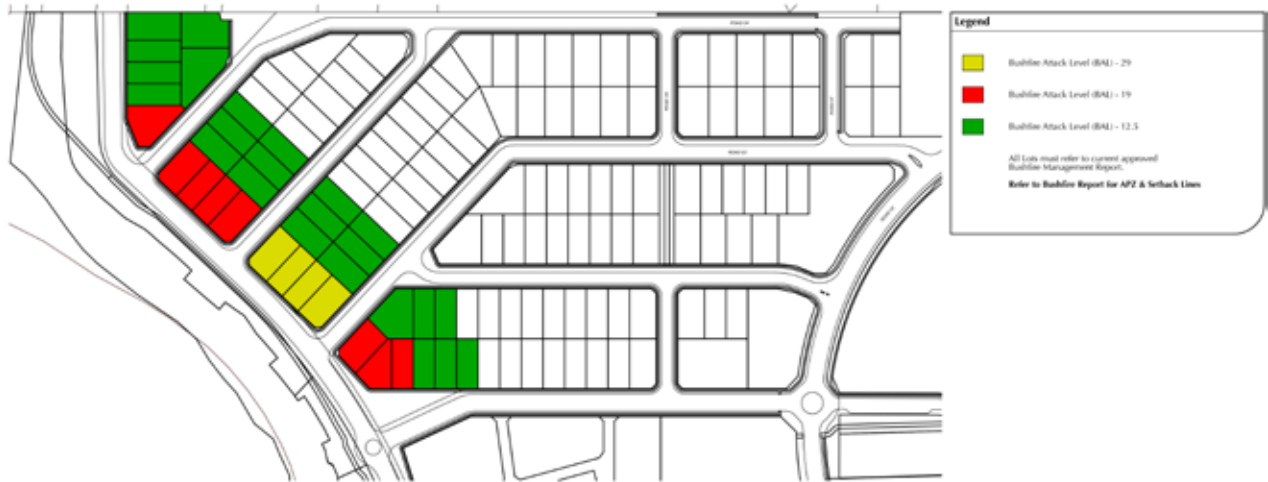 Legend
Bushfire Attack Level (BAL) - 29
Bushfire Attack Level (BAL) - 19
Bushfire Attack Level (BAL) - 12.5
All Lots must refer to current approved
Bushfire Management Report.
Refer to Bushfire Report for APZ & Setback Lines